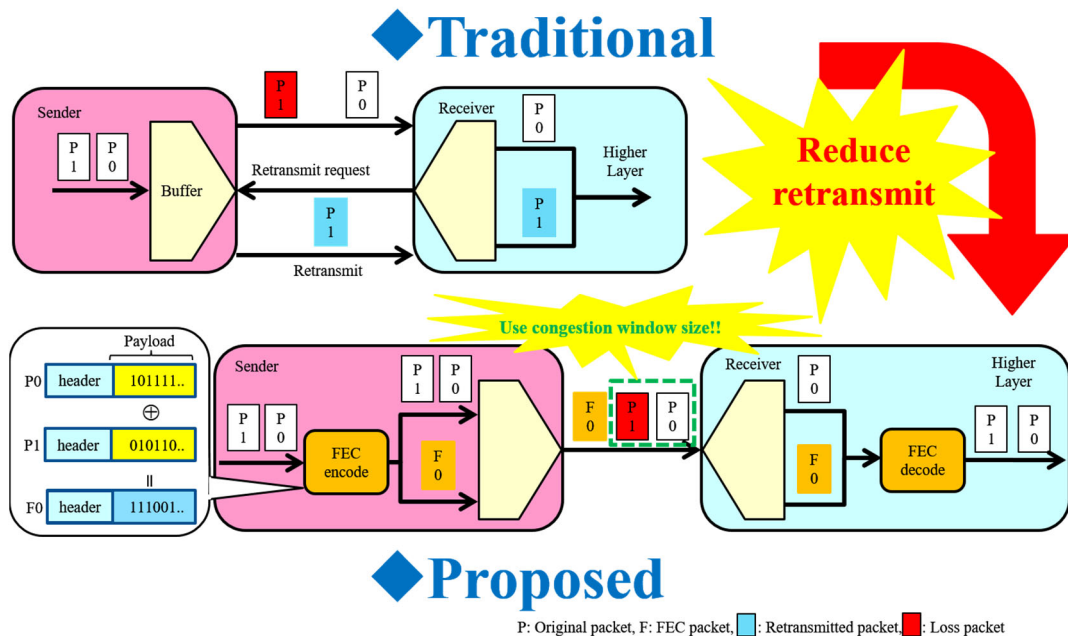 Traditional
Sender
P
1
P
0
Buffer
P
1
P
0
Retransmit request
P
1
Retransmit
Receiver
P
0
P
1
Higher
Layer
Reduce
retransmit
Use congestion window size!!
Payload
P0 header 101111..
⊕
P1 header 010110..
=
F0 header 111001..
Sender
P
1
P
0
FEC
encode
P
1
P
0
F
0
F
0
P
1
P
0
Receiver
P
0
F
0
FEC
decode
Higher
Layer
P
1
P
0
Proposed
P: Original packet, F: FEC packet, : Retransmitted packet, : Loss packet